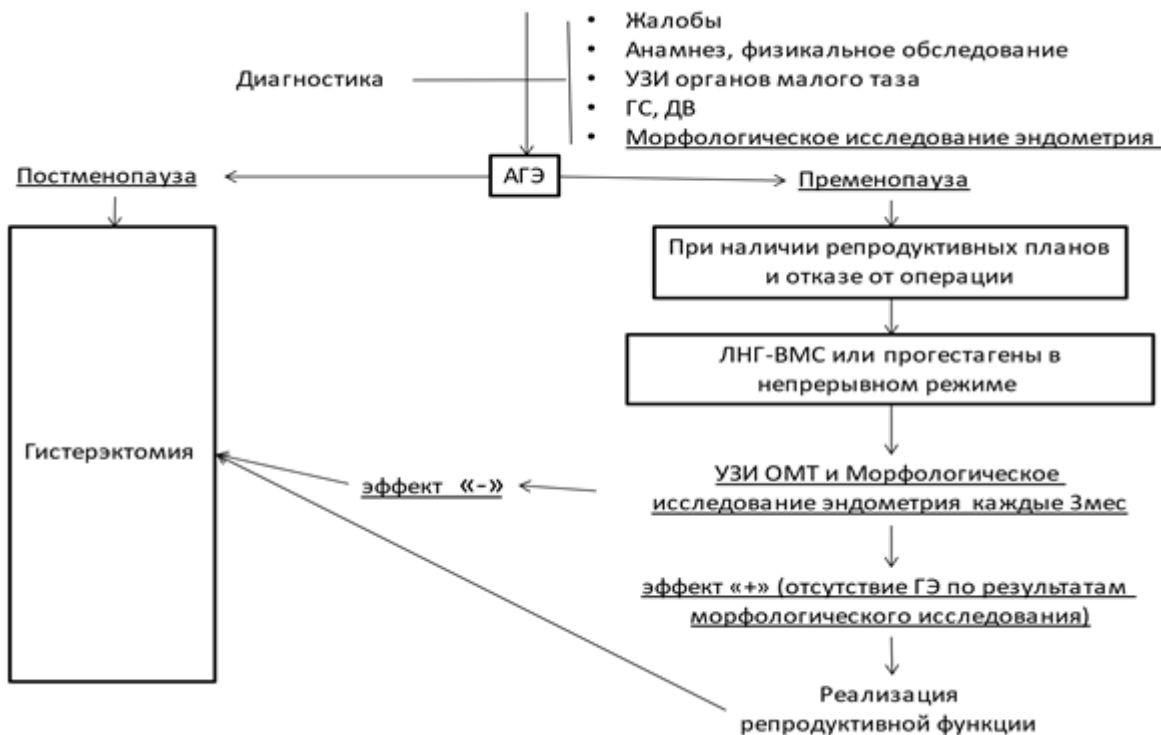 • Жалобы
• Анамнез, физикальное обследование
Диагностика
• УЗИ органов малого таза
• ГС, ДВ
• Морфологическое исследование эндометрия
Постменопауза
АГЭ
Пременопауза
При наличии репродуктивных планов
и отказе от операции
ЛНГ-ВМС или прогестагены в
непрерывном режиме
Гистерэктомия
эффект «-»
УЗИ ОМТ и Морфологическое
исследование эндометрия каждые 3мес
эффект «+» (отсутствие ГЭ по результатам
морфологического исследования)
Реализация
репродуктивной функции